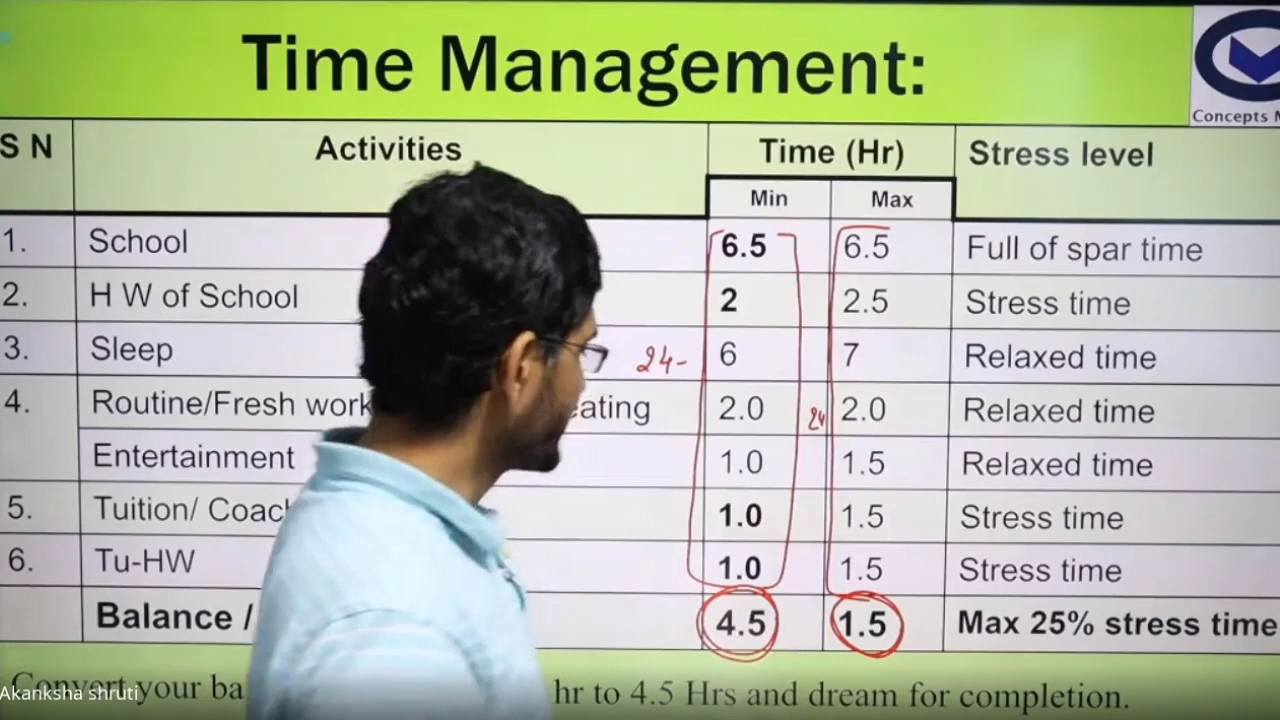 Time Management:
Concepts
S N Activities Time (Hr) Stress level
Min Max
1. School 6.5 6.5 Full of spar time
2. H W of School 2 2.5 Stress time
3. Sleep 24- 6 7 Relaxed time
4. Routine/Fresh work eating 2.0 24 2.0 Relaxed time
Entertainment 1.0 1.5 Relaxed time
5. Tuition/ 1.0 1.5 Stress time
6. Tu-HW 1.0 1.5 Stress time
Balance / 4.5 1.5 Max 25% stress time
Convert your hr to 4.5 Hrs and dream for completion.
Akanksha shruti